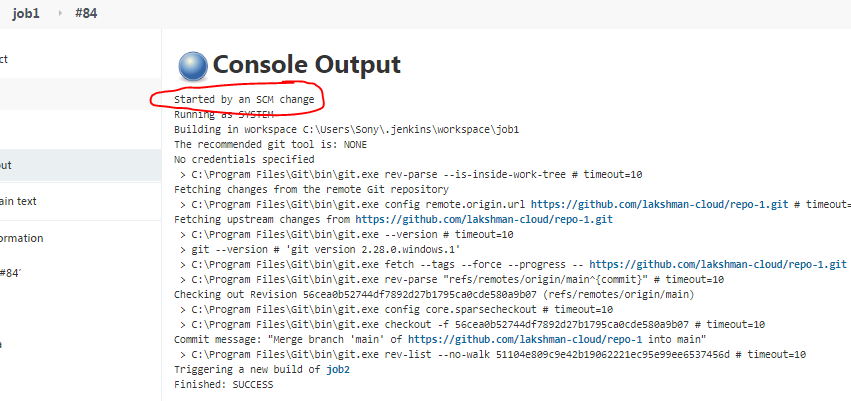 job1 #84
ct
Console Output
Started by an SCM change
Running as SYSTEM
Building in workspace C:\Users\Sony\.jenkins\workspace\job1
The recommended git tool is: NONE
No credentials specified
ut
> C:\Program Files\Git\bin\git.exe rev-parse --is-inside-work-tree # timeout=10
Fetching changes from the remote Git repository
ain text
> C:\Program Files\Git\bin\git.exe config remote.origin.url https://github.com/lakshman-cloud/repo-1.git # timeout=
Fetching upstream changes from https://github.com/lakshman-cloud/repo-1.git
> C:\Program Files\Git\bin\git.exe --version # timeout=10
ormation
> git --version # 'git version 2.28.0.windows.1'
> C:\Program Files\Git\bin\git.exe fetch --tags --force --progress -- https://github.com/lakshman-cloud/repo-1.git
#84'
> C:\Program Files\Git\bin\git.exe rev-parse "refs/remotes/origin/main^{commit}" # timeout=10
Checking out Revision 56cea0b52744df7892d27b1795ca0cde580a9b07 (refs/remotes/origin/main)
> C:\Program Files\Git\bin\git.exe config core.sparsecheckout # timeout=10
> C:\Program Files\Git\bin\git.exe checkout -f 56cea0b52744df7892d27b1795ca0cde580a9b07 # timeout=10
Commit message: "Merge branch 'main' of https://github.com/lakshman-cloud/repo-1 into main"
a
> C:\Program Files\Git\bin\git.exe rev-list --no-walk 51104e809c9e42b19062221ec95e99ee6537456d # timeout=10
Triggering a new build of job2
Finished: SUCCESS